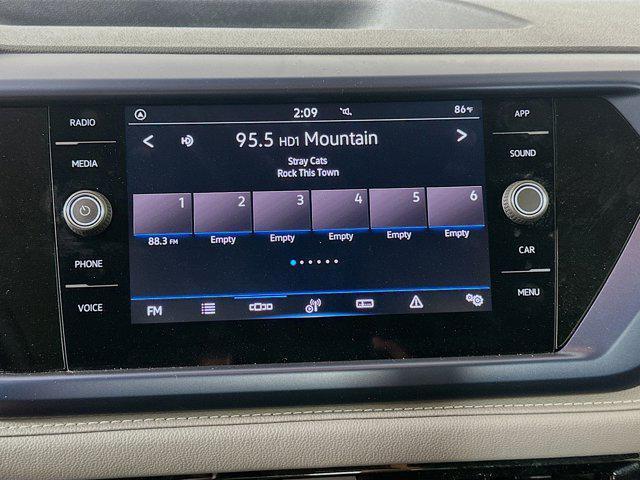 RADIO
MEDIA
PHONE
VOICE
2:09
86°F
95.5 HD1 Mountain
Stray Cats
Rock This Town
1 2 3 4 5 6
88.3 FM Empty Empty Empty Empty Empty
FM
APP
SOUND
CAR
MENU